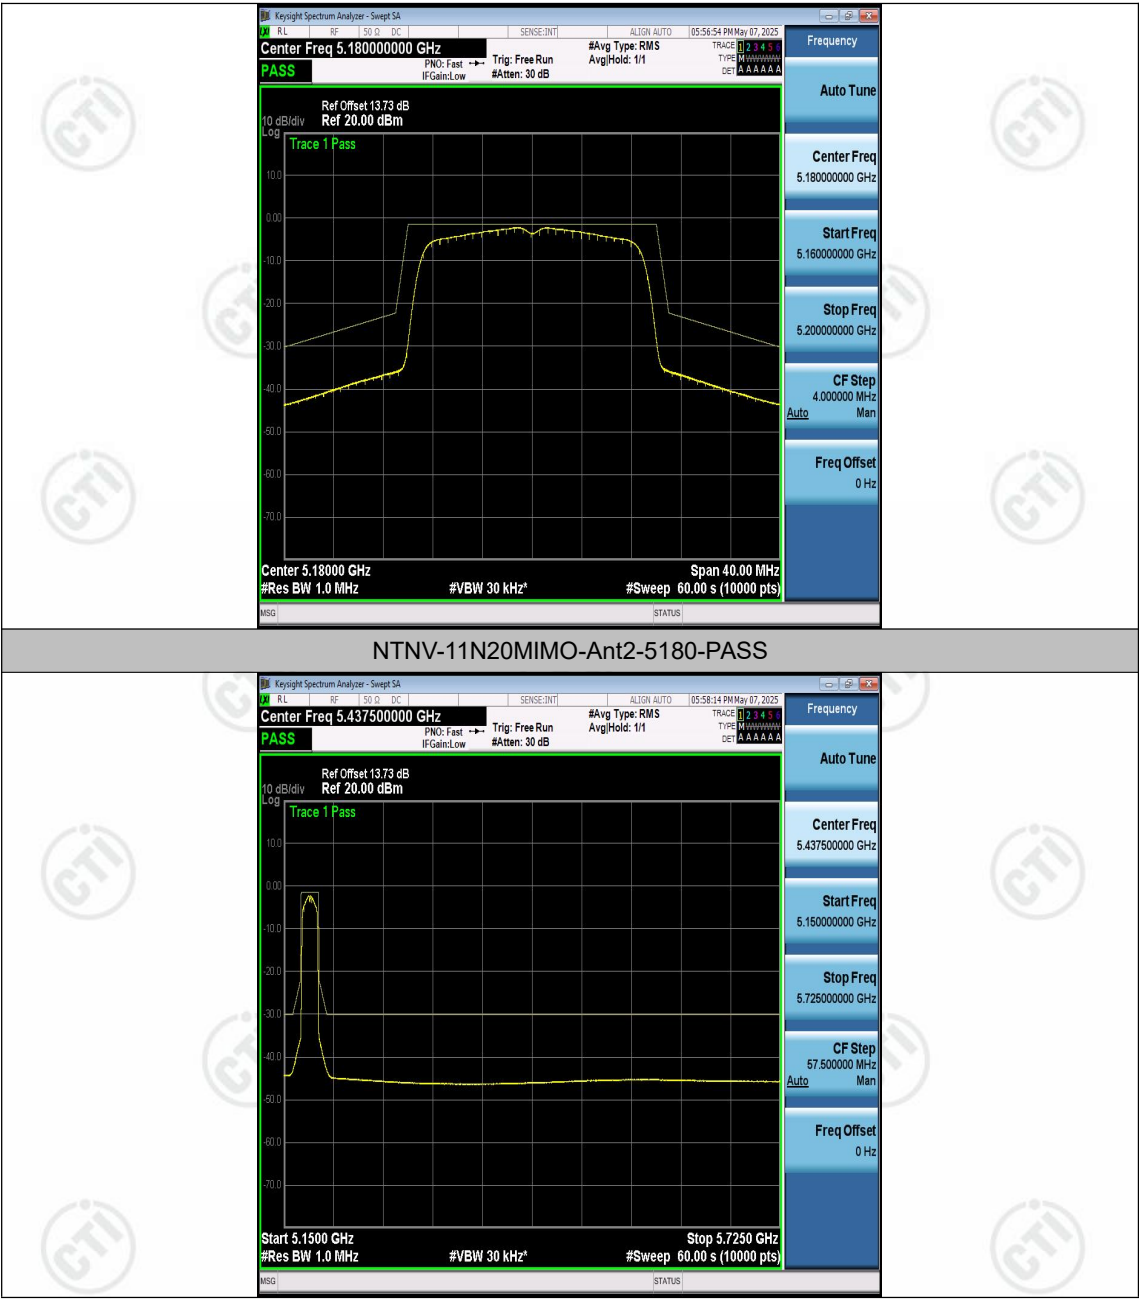 Keysight Spectrum Analyzer - Swept SA
RL RF 50 Ω DC SENSE:INT ALIGN AUTO 05:56:54 PM May 07, 2025
Center Freq 5.180000000 GHz
PASS
PNO: Fast
IFGain:Low
Trig: Free Run
#Atten: 30 dB
#Avg Type: RMS
Avg|Hold: 1/1
TRACE 1 2 3 4 5 6
TYPE M
DET A A A A A A
Ref Offset 13.73 dB
10 dB/div Ref 20.00 dBm
Log
Trace 1 Pass
10.0
0.00
-10.0
-20.0
-30.0
-40.0
-50.0
-60.0
-70.0
Center 5.18000 GHz Span 40.00 MHz
#Res BW 1.0 MHz #VBW 30 kHz* #Sweep 60.00 s (10000 pts)
MSG STATUS
Frequency
Auto Tune
Center Freq
5.180000000 GHz
Start Freq
5.160000000 GHz
Stop Freq
5.200000000 GHz
CF Step
4.000000 MHz
Auto Man
Freq Offset
0 Hz
NTNV-11N20MIMO-Ant2-5180-PASS
Keysight Spectrum Analyzer - Swept SA
RL RF 50 Ω DC SENSE:INT ALIGN AUTO 05:58:14 PM May 07, 2025
Center Freq 5.437500000 GHz
PASS
PNO: Fast
IFGain:Low
Trig: Free Run
#Atten: 30 dB
#Avg Type: RMS
Avg|Hold: 1/1
TRACE 1 2 3 4 5 6
TYPE M
DET A A A A A A
Ref Offset 13.73 dB
10 dB/div Ref 20.00 dBm
Log
Trace 1 Pass
10.0
0.00
-10.0
-20.0
-30.0
-40.0
-50.0
-60.0
-70.0
Start 5.1500 GHz Stop 5.7250 GHz
#Res BW 1.0 MHz #VBW 30 kHz* #Sweep 60.00 s (10000 pts)
MSG STATUS
Frequency
Auto Tune
Center Freq
5.437500000 GHz
Start Freq
5.150000000 GHz
Stop Freq
5.725000000 GHz
CF Step
57.500000 MHz
Auto Man
Freq Offset
0 Hz
CTI
CTI
CTI
CTI
CTI
CTI
CTI
CTI
CTI
CTI
CTI
CTI